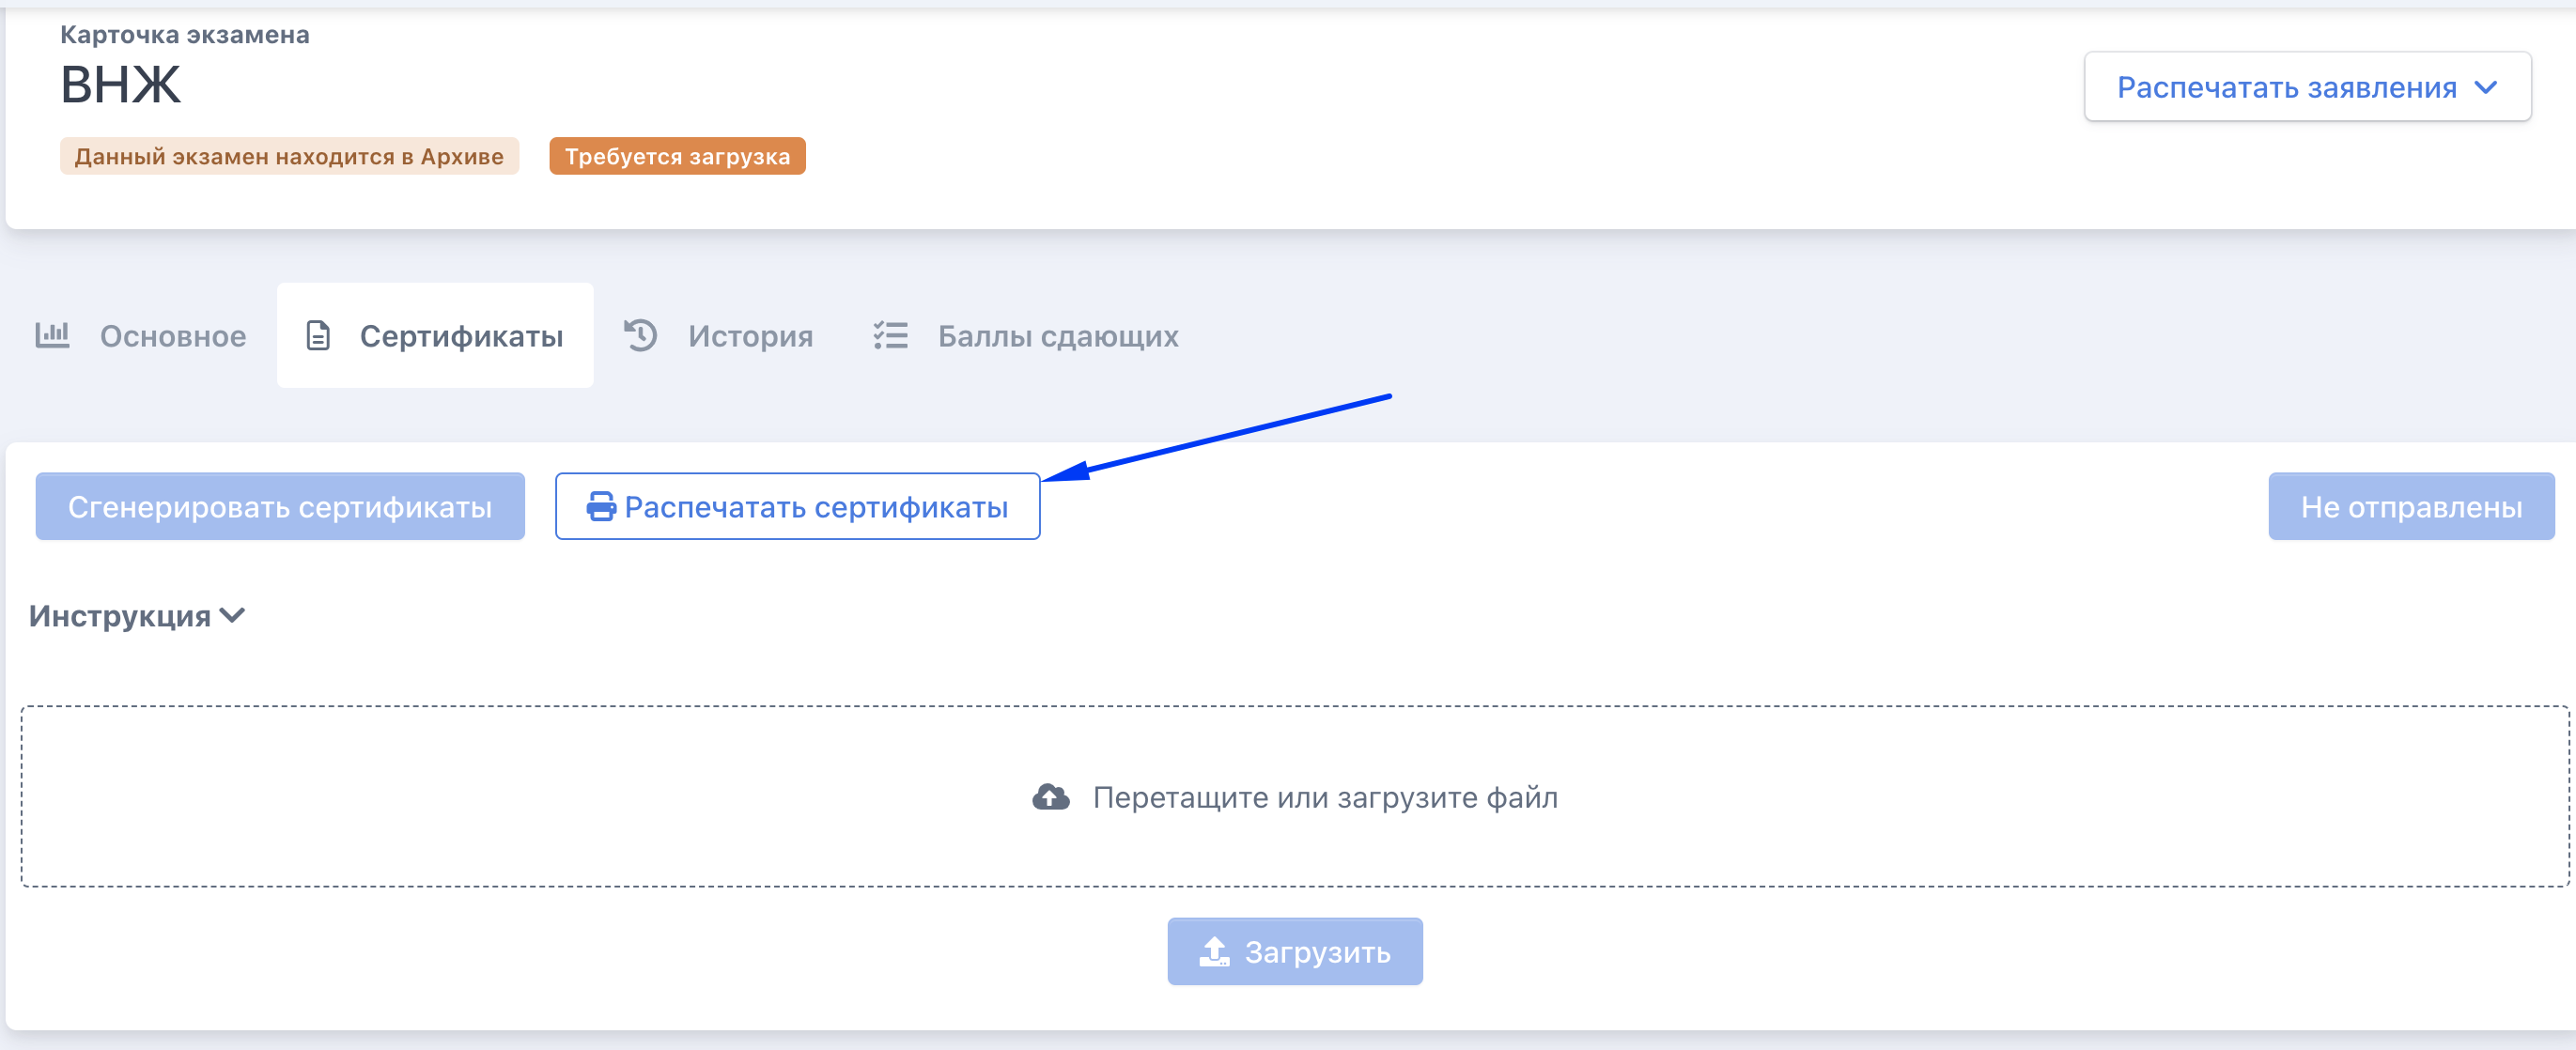 Карточка экзамена
ВНЖ
Распечатать заявления
Данный экзамен находится в Архиве
Требуется загрузка
Основное
Сертификаты
История
Баллы сдающих
Сгенерировать сертификаты
Распечатать сертификаты
Не отправлены
Инструкция
Перетащите или загрузите файл
Загрузить